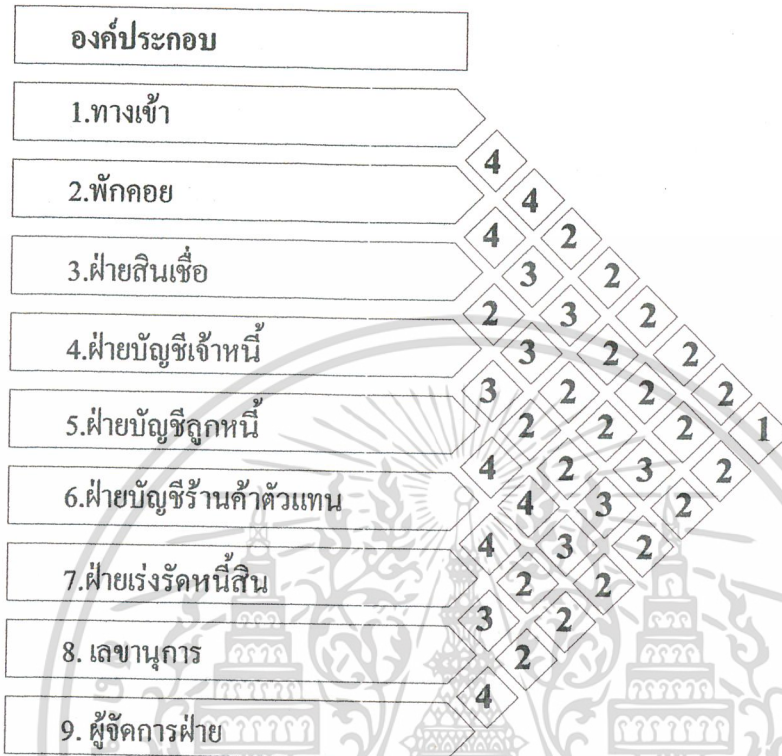 องค์ประกอบ
1.ทางเข้า
4
2.พักคอย 4
4 2
3.ฝ่ายสินเชื่อ 3 2
2 3 2
4.ฝ่ายบัญชีเจ้าหนี้ 3 2 2
3 2 2 2
5.ฝ่ายบัญชีลูกหนี้ 2 2 2 1
4 2 3 2
6.ฝ่ายบัญชีร้านค้าตัวแทน 4 3 2
4 3 2
7.ฝ่ายเร่งรัดหนี้สิน 2 2
3 2
8. เลขานุการ 2
4
9. ผู้จัดการฝ่าย